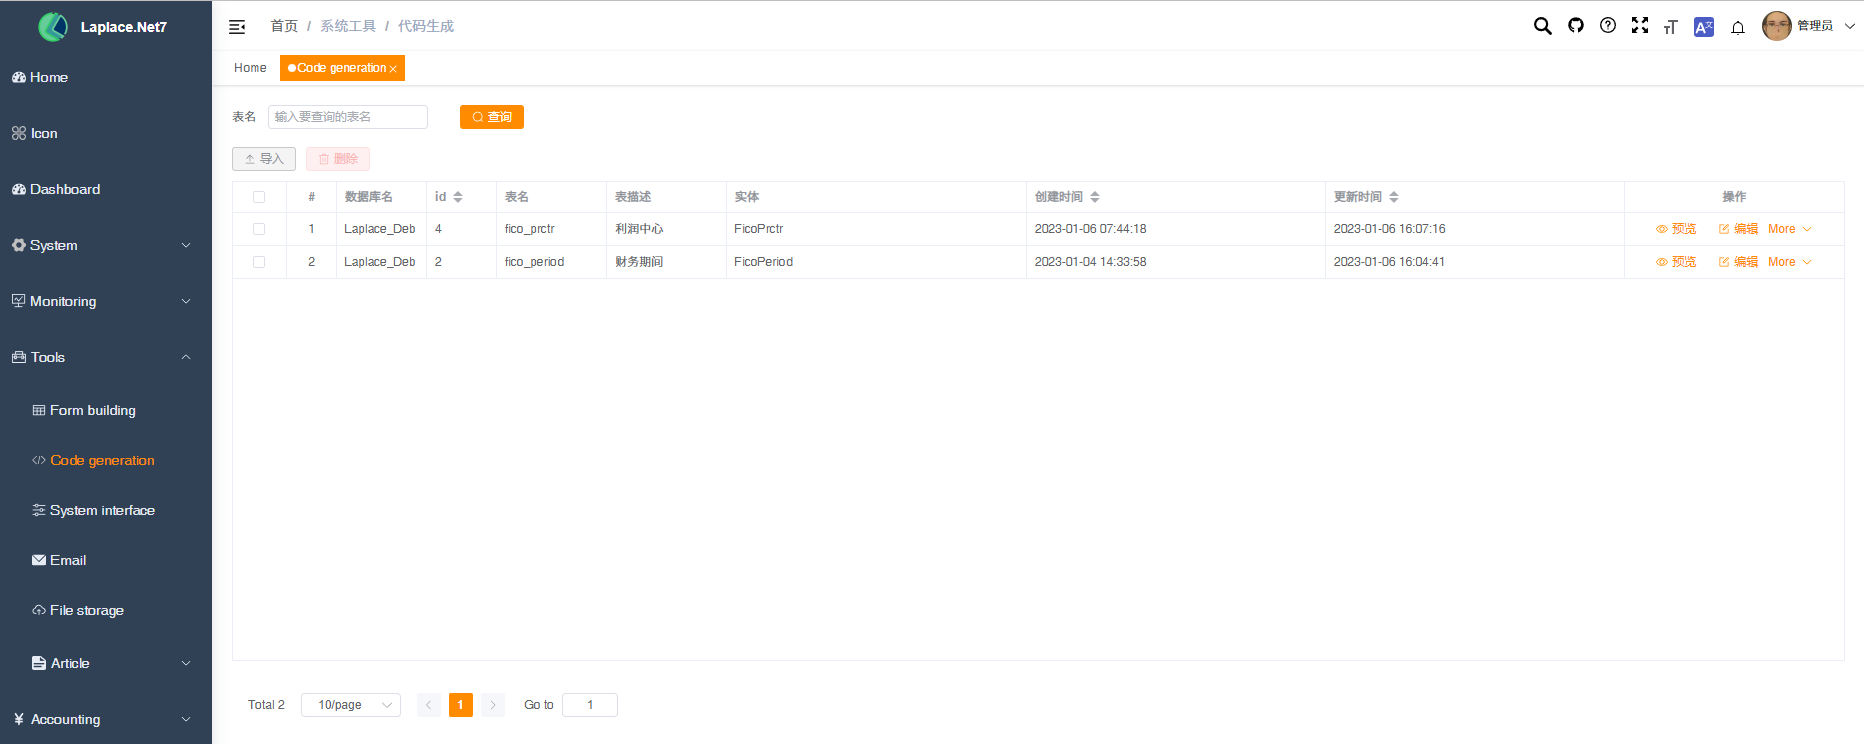 Laplace.Net7
首页 / 系统工具 / 代码生成
管理员
Home
Code generation
Home
Icon
Dashboard
System
Monitoring
Tools
Form building
Code generation
System interface
Email
File storage
Article
¥ Accounting
表名 输入要查询的表名 查询
导入 删除
# 数据库名 id 表名 表描述 实体 创建时间 更新时间 操作
1 Laplace_Deb 4 fico_prctr 利润中心 FicoPrctr 2023-01-06 07:44:18 2023-01-06 16:07:16 预览 编辑 More
2 Laplace_Deb 2 fico_period 财务期间 FicoPeriod 2023-01-04 14:33:58 2023-01-06 16:04:41 预览 编辑 More
Total 2 10/page 1 Go to 1